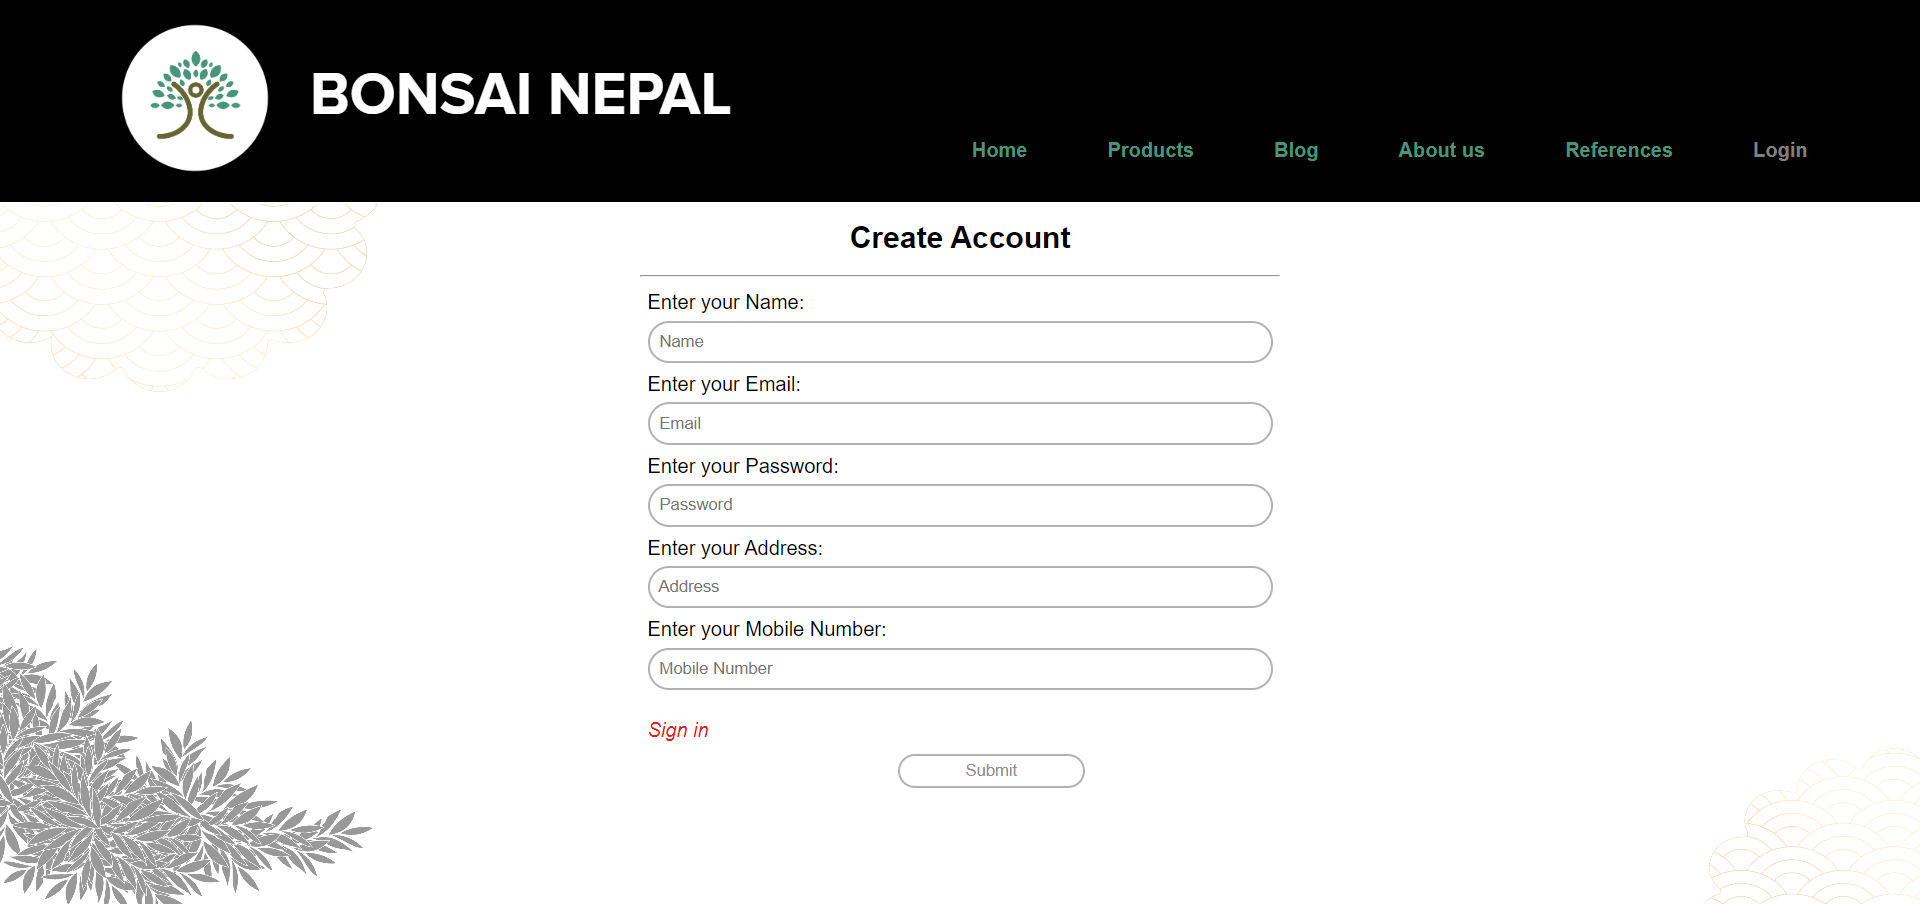 BONSAI NEPAL
Home Products Blog About us References Login
Create Account
Enter your Name:
Name
Enter your Email:
Email
Enter your Password:
Password
Enter your Address:
Address
Enter your Mobile Number:
Mobile Number
Sign in
Submit